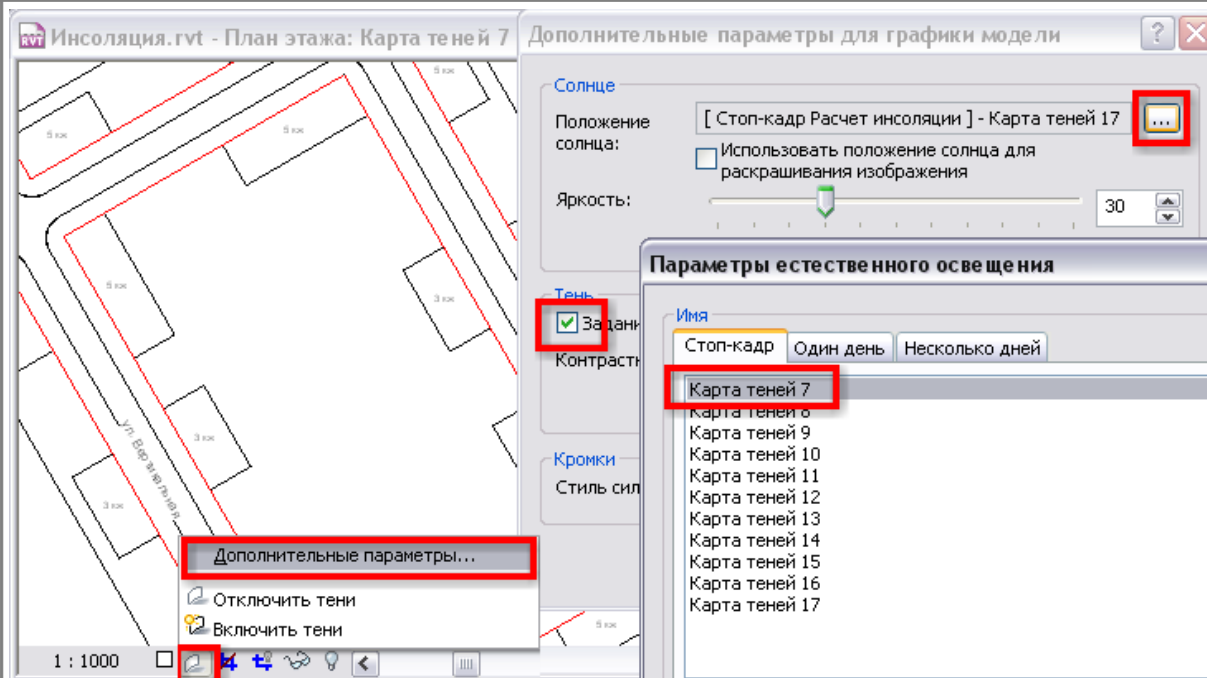 Инсоляция.rvt - План этажа: Карта теней 7
5 кж
5 кж
5 кж
5 кж
3 кж
3 кж
3 кж
ул. Вертикальная
Дополнительные параметры...
Отключить тени
Включить тени
1 : 1000
Дополнительные параметры для графики модели
Солнце
Положение солнца:
[ Стоп-кадр Расчет инсоляции ] - Карта теней 17
...
Использовать положение солнца для
раскрашивания изображения
Яркость:
30
Тень
Задани
Контрастн
Кромки
Стиль сил
5 кж
Параметры естественного освещения
Имя
Стоп-кадр
Один день
Несколько дней
Карта теней 7
Карта теней 8
Карта теней 9
Карта теней 10
Карта теней 11
Карта теней 12
Карта теней 13
Карта теней 14
Карта теней 15
Карта теней 16
Карта теней 17